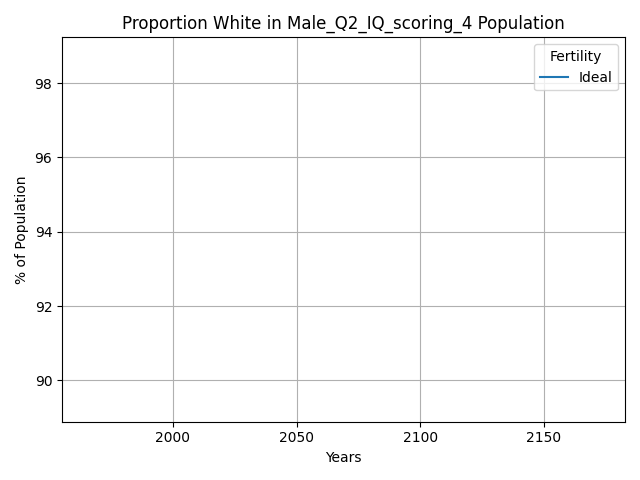 Proportion White in Male_Q2_IQ_scoring_4 Population
Fertility
Ideal
98
96
94
92
90
% of Population
2000
2050
2100
2150
Years